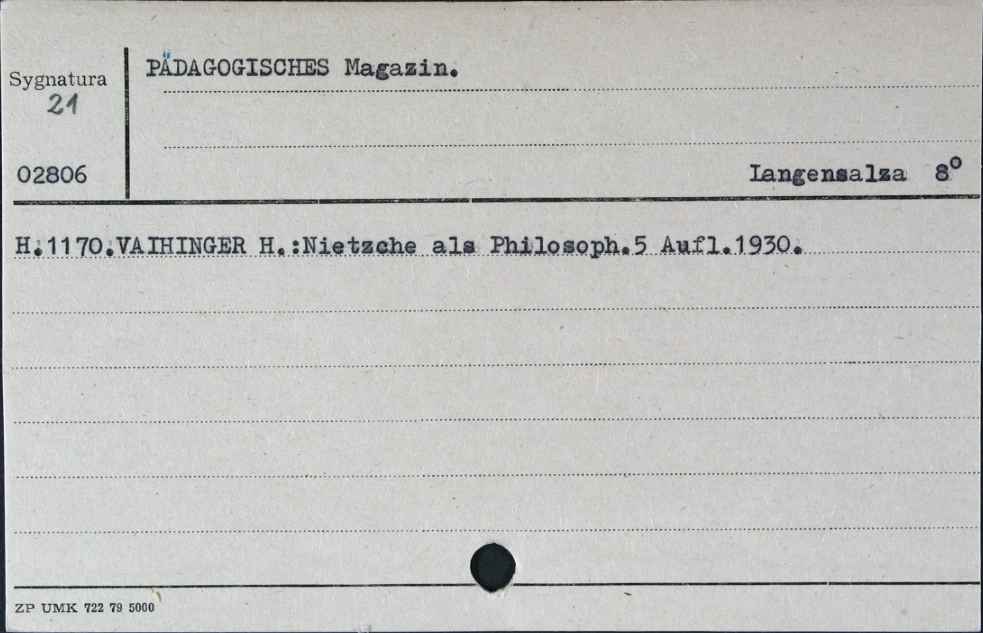 PÄDAGOGISCHES Magazin.
Sygnatura
21
02806
Langensalza 8°
H.1170.VAIHINGER H.:Nietzsche als Philosoph.5 Aufl.1930.
ZP UMK 722 79 5000